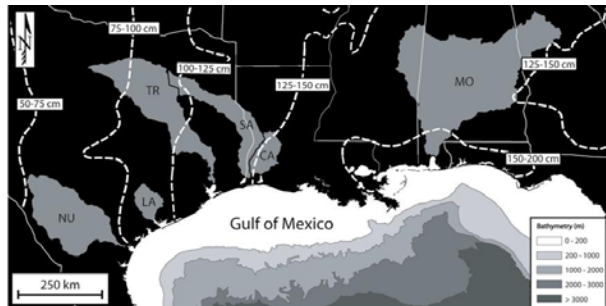 N
75-100 cm
100-125 cm
125-150 cm
125-150 cm
50-75 cm
TR
MO
SA
CA
150-200 cm
LA
NU
Gulf of Mexico
250 km
Bathymetry (m)
0 - 200
200 - 1000
1000 - 2000
2000 - 3000
> 3000